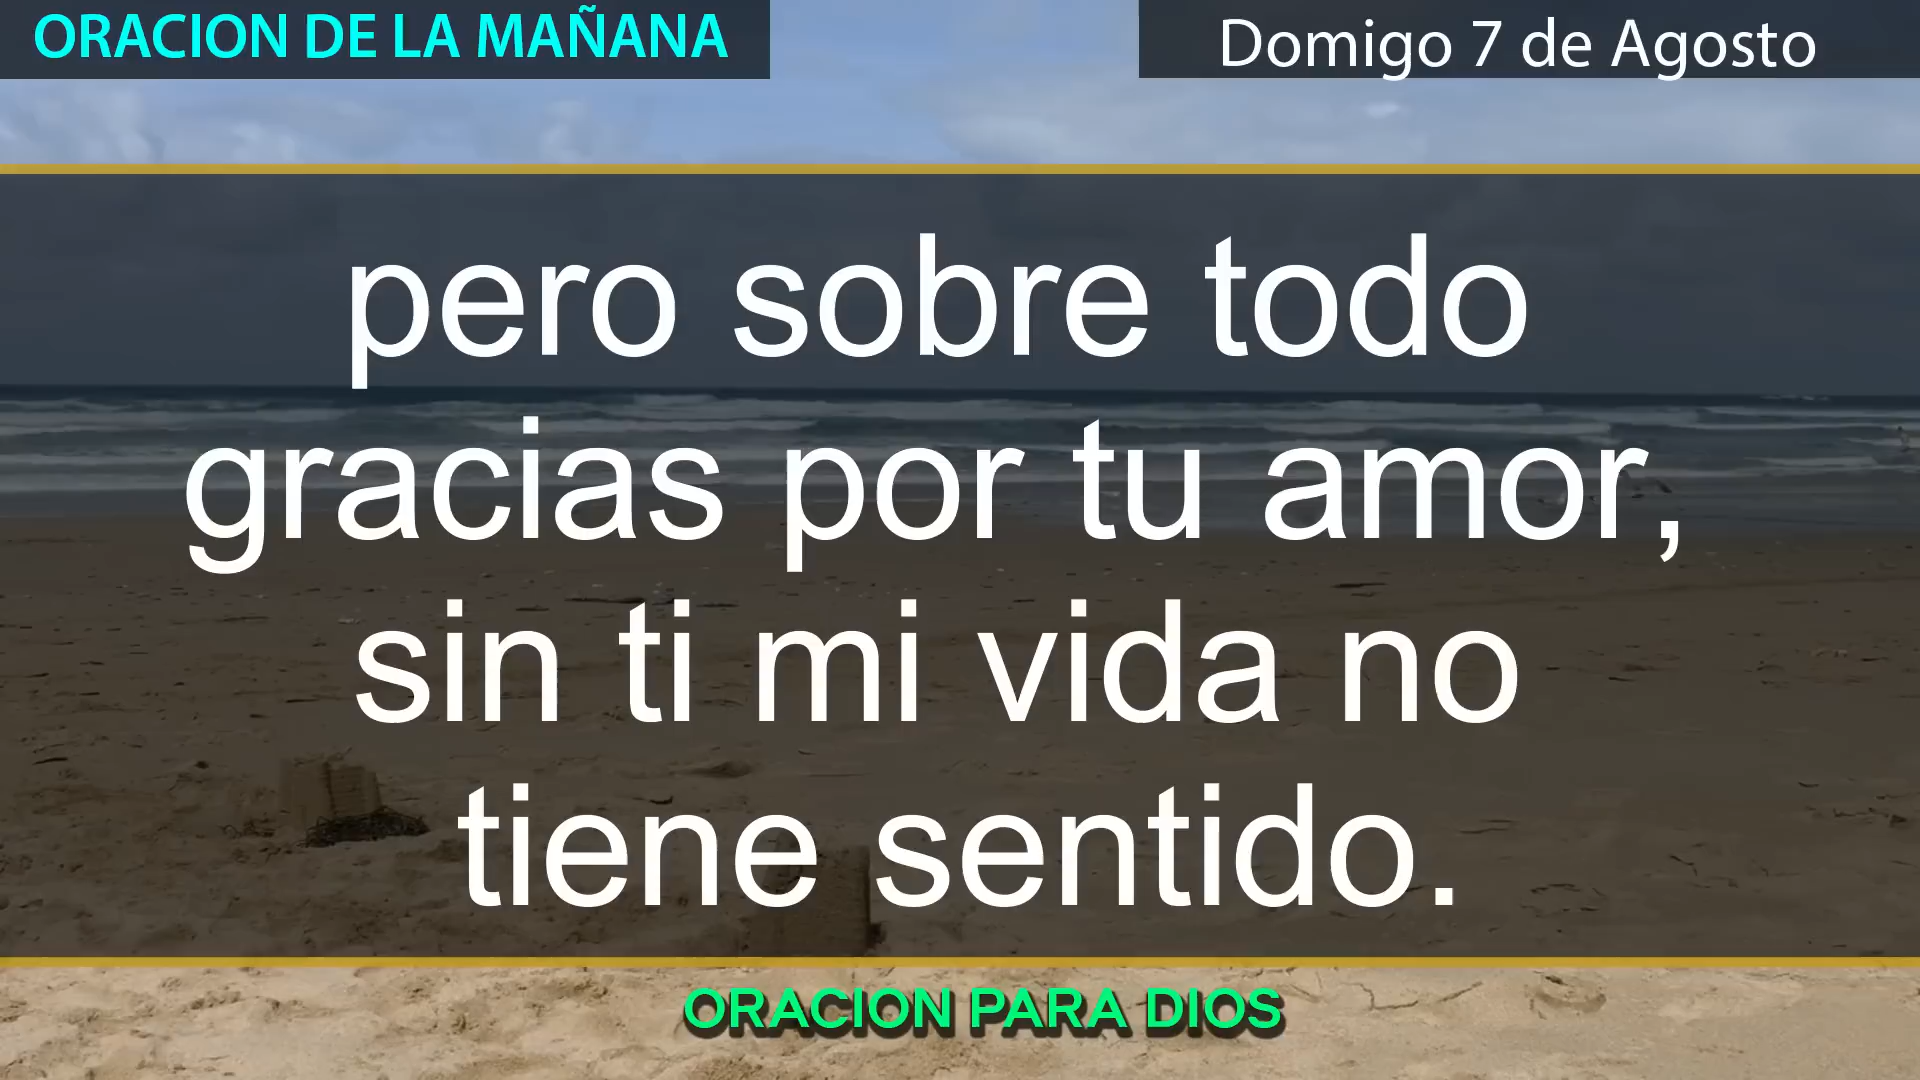 ORACION DE LA MAÑANA
Domigo 7 de Agosto
pero sobre todo
gracias por tu amor,
sin ti mi vida no
tiene sentido.
ORACION PARA DIOS